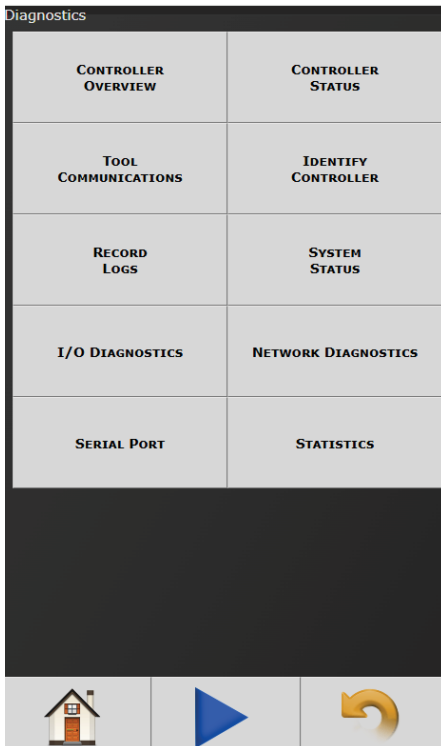 Diagnostics
CONTROLLER
OVERVIEW
CONTROLLER
STATUS
TOOL
COMMUNICATIONS
IDENTIFY
CONTROLLER
RECORD
LOGS
SYSTEM
STATUS
I/O DIAGNOSTICS
NETWORK DIAGNOSTICS
SERIAL PORT
STATISTICS